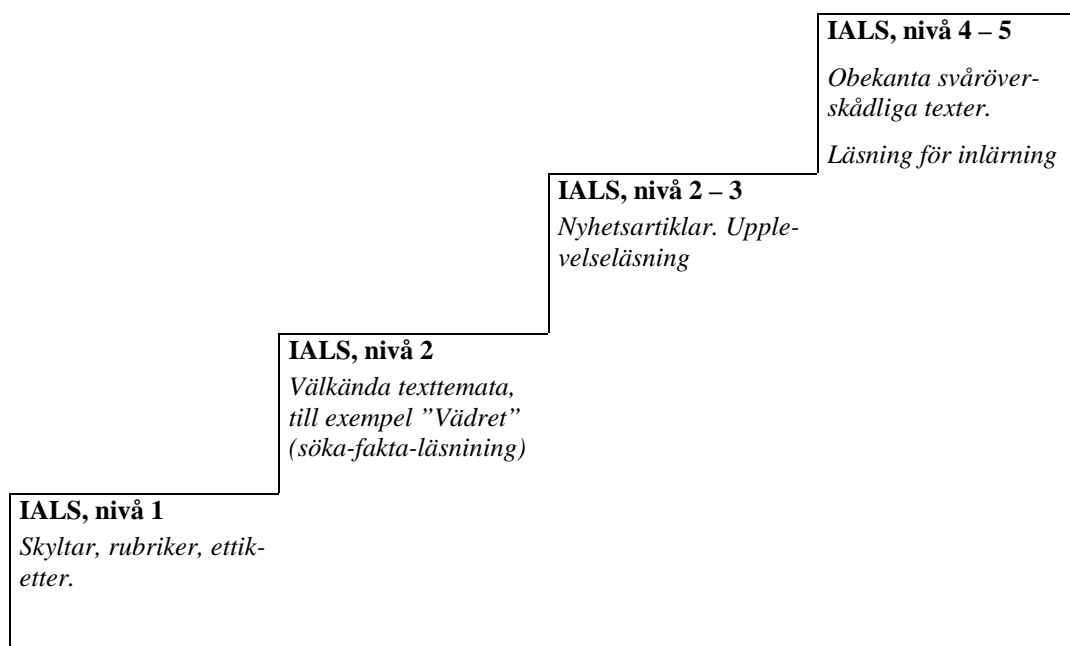 IALS, nivå 4 – 5
Obekanta svåröver-
skådliga texter.
Läsning för inlärning
IALS, nivå 2 – 3
Nyhetsartiklar. Upple-
velseläsning
IALS, nivå 2
Välkända texttemata,
till exempel ”Vädret”
(söka-fakta-läsnining)
IALS, nivå 1
Skyltar, rubriker, ettik-
etter.